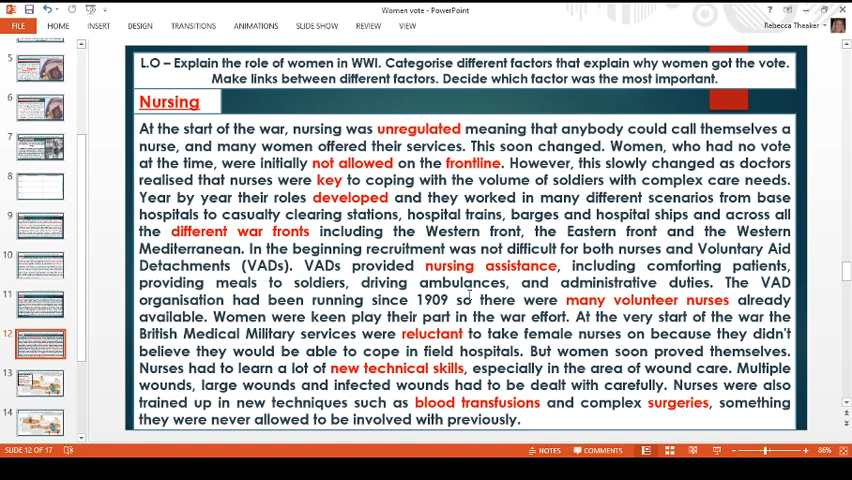 Women vote - PowerPoint
FILE HOME INSERT DESIGN TRANSITIONS ANIMATIONS SLIDE SHOW REVIEW VIEW
Rebecca Theaker
L.O – Explain the role of women in WWI. Categorise different factors that explain why women got the vote.
Make links between different factors. Decide which factor was the most important.
Nursing
At the start of the war, nursing was unregulated meaning that anybody could call themselves a
nurse, and many women offered their services. This soon changed. Women, who had no vote
at the time, were initially not allowed on the frontline. However, this slowly changed as doctors
realised that nurses were key to coping with the volume of soldiers with complex care needs.
Year by year their roles developed and they worked in many different scenarios from base
hospitals to casualty clearing stations, hospital trains, barges and hospital ships and across all
the different war fronts including the Western front, the Eastern front and the Western
Mediterranean. In the beginning recruitment was not difficult for both nurses and Voluntary Aid
Detachments (VADs). VADs provided nursing assistance, including comforting patients,
providing meals to soldiers, driving ambulances, and administrative duties. The VAD
organisation had been running since 1909 so there were many volunteer nurses already
available. Women were keen play their part in the war effort. At the very start of the war the
British Medical Military services were reluctant to take female nurses on because they didn't
believe they would be able to cope in field hospitals. But women soon proved themselves.
Nurses had to learn a lot of new technical skills, especially in the area of wound care. Multiple
wounds, large wounds and infected wounds had to be dealt with carefully. Nurses were also
trained up in new techniques such as blood transfusions and complex surgeries, something
they were never allowed to be involved with previously.
5
6
7
8
9
10
11
12
13
14
SLIDE 12 OF 17
NOTES COMMENTS 86%